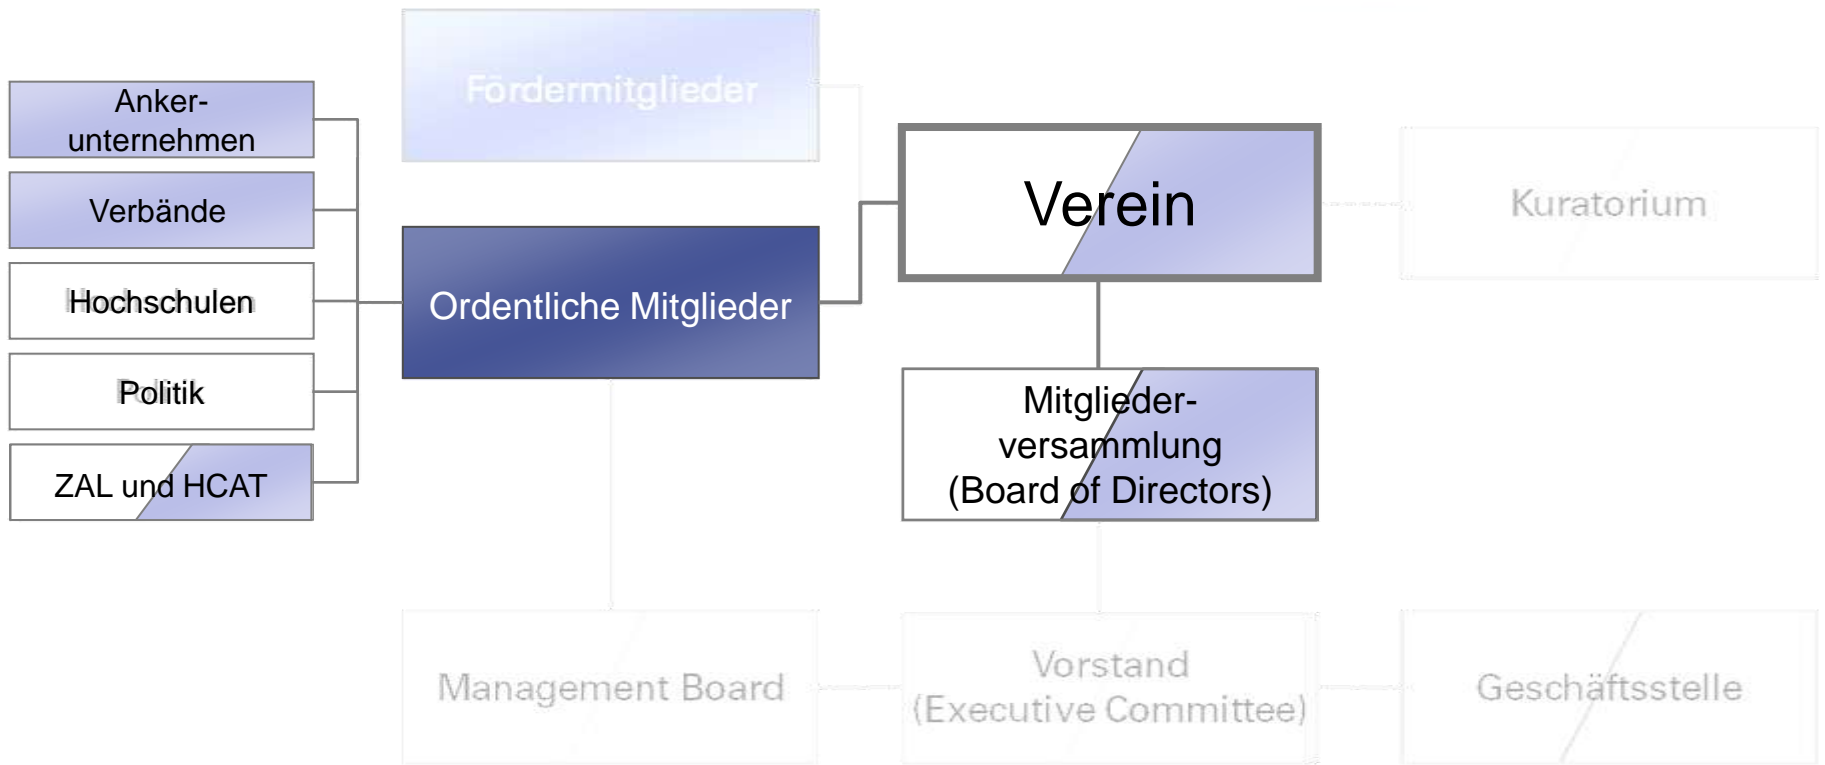 Fördermitglieder
Anker-
unternehmen
Verbände
Hochschulen
Politik
ZAL und HCAT
Ordentliche Mitglieder
Verein
Kuratorium
Mitglieder-
versammlung
(Board of Directors)
Management Board
Vorstand
(Executive Committee)
Geschäftsstelle